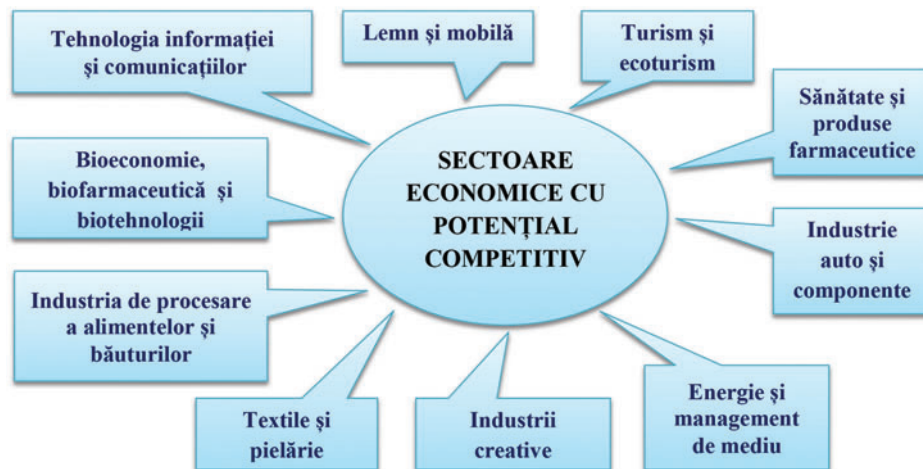 Tehnologia informației
și comunicațiilor
Lemn și mobilă
Turism și
ecoturism
Sănătate și
produse
farmaceutice
Bioeconomie,
biofarmaceutică și
biotehnologii
SECTOARE
ECONOMICE CU
POTENȚIAL
COMPETITIV
Industrie
auto și
componente
Industria de procesare
a alimentelor și
băuturilor
Textile și
pielărie
Industrii
creative
Energie și
management
de mediu